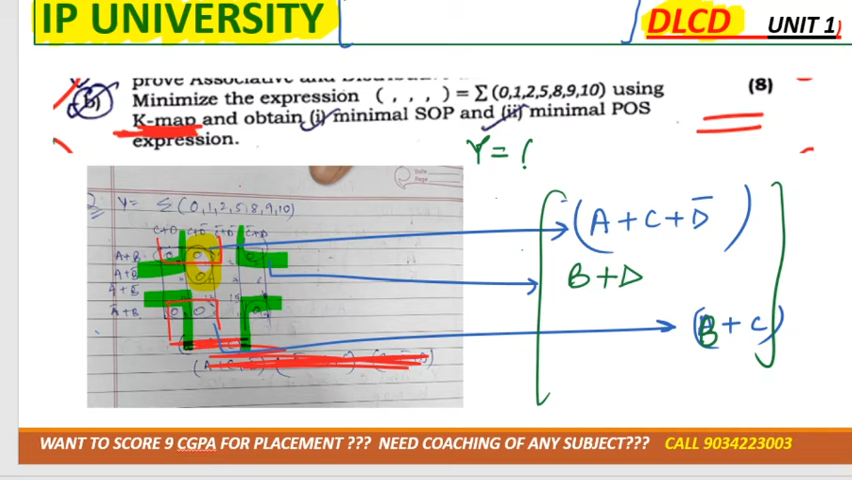 IP UNIVERSITY
DLCD UNIT 1)
prove Associative and
b)
Minimize the expression ( , , , ) = Σ (0,1,2,5,8,9,10) using
(8)
K-map and obtain (i) minimal SOP and (ii) minimal POS
expression.
Y = (
Date
Page
Y = Σ (0,1,2,5,8,9,10)
A+B
A+B̄
Ā+B̄
Ā+B
(A + C + D̄)
B + D
(B + C)
WANT TO SCORE 9 CGPA FOR PLACEMENT ??? NEED COACHING OF ANY SUBJECT??? CALL 9034223003